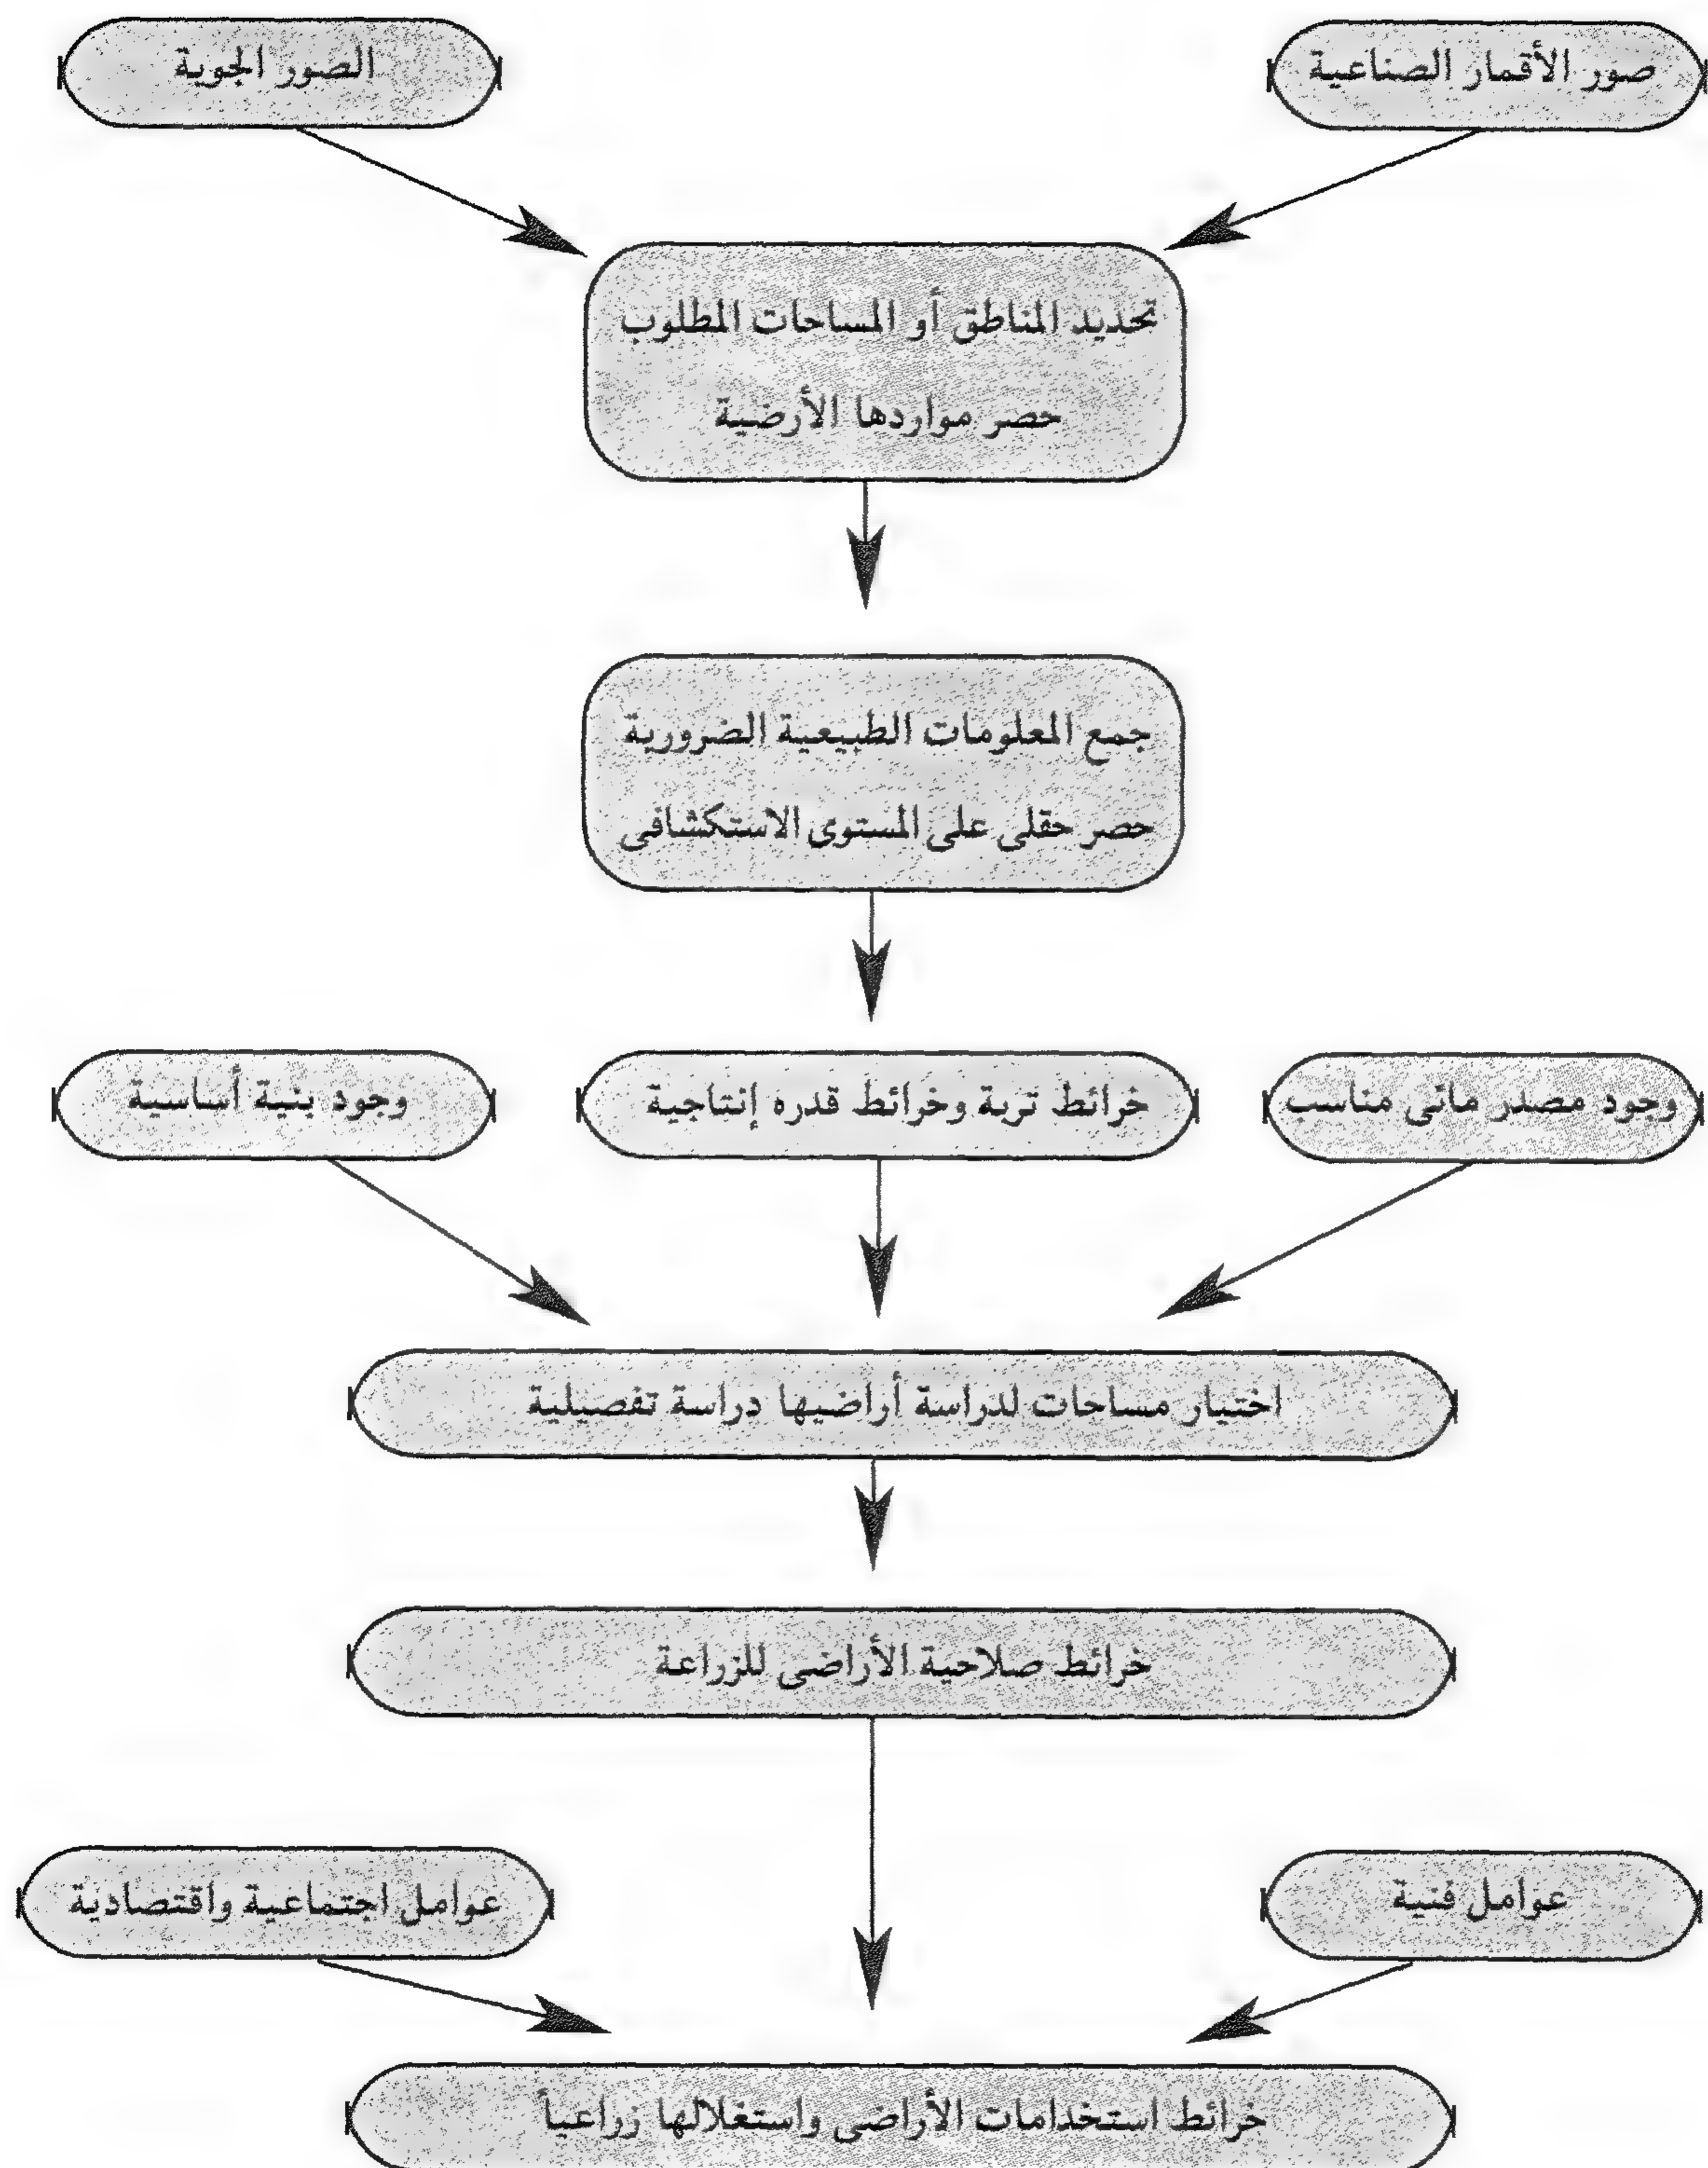 صور الأقمار الصناعية
الصور الجوية
تحديد المناطق أو المساحات المطلوب
حصر مواردها الأرضية
جمع المعلومات الطبيعية الضرورية
حصر حقلى على المستوى الاستكشافى
وجود مصدر مائى مناسب
خرائط تربة وخرائط قدره إنتاجية
وجود بنية أساسية
اختيار مساحات لدراسة أراضيها دراسة تفصيلية
خرائط صلاحية الأراضى للزراعة
عوامل فنية
عوامل اجتماعية واقتصادية
خرائط استخدامات الأراضى واستغلالها زراعياً